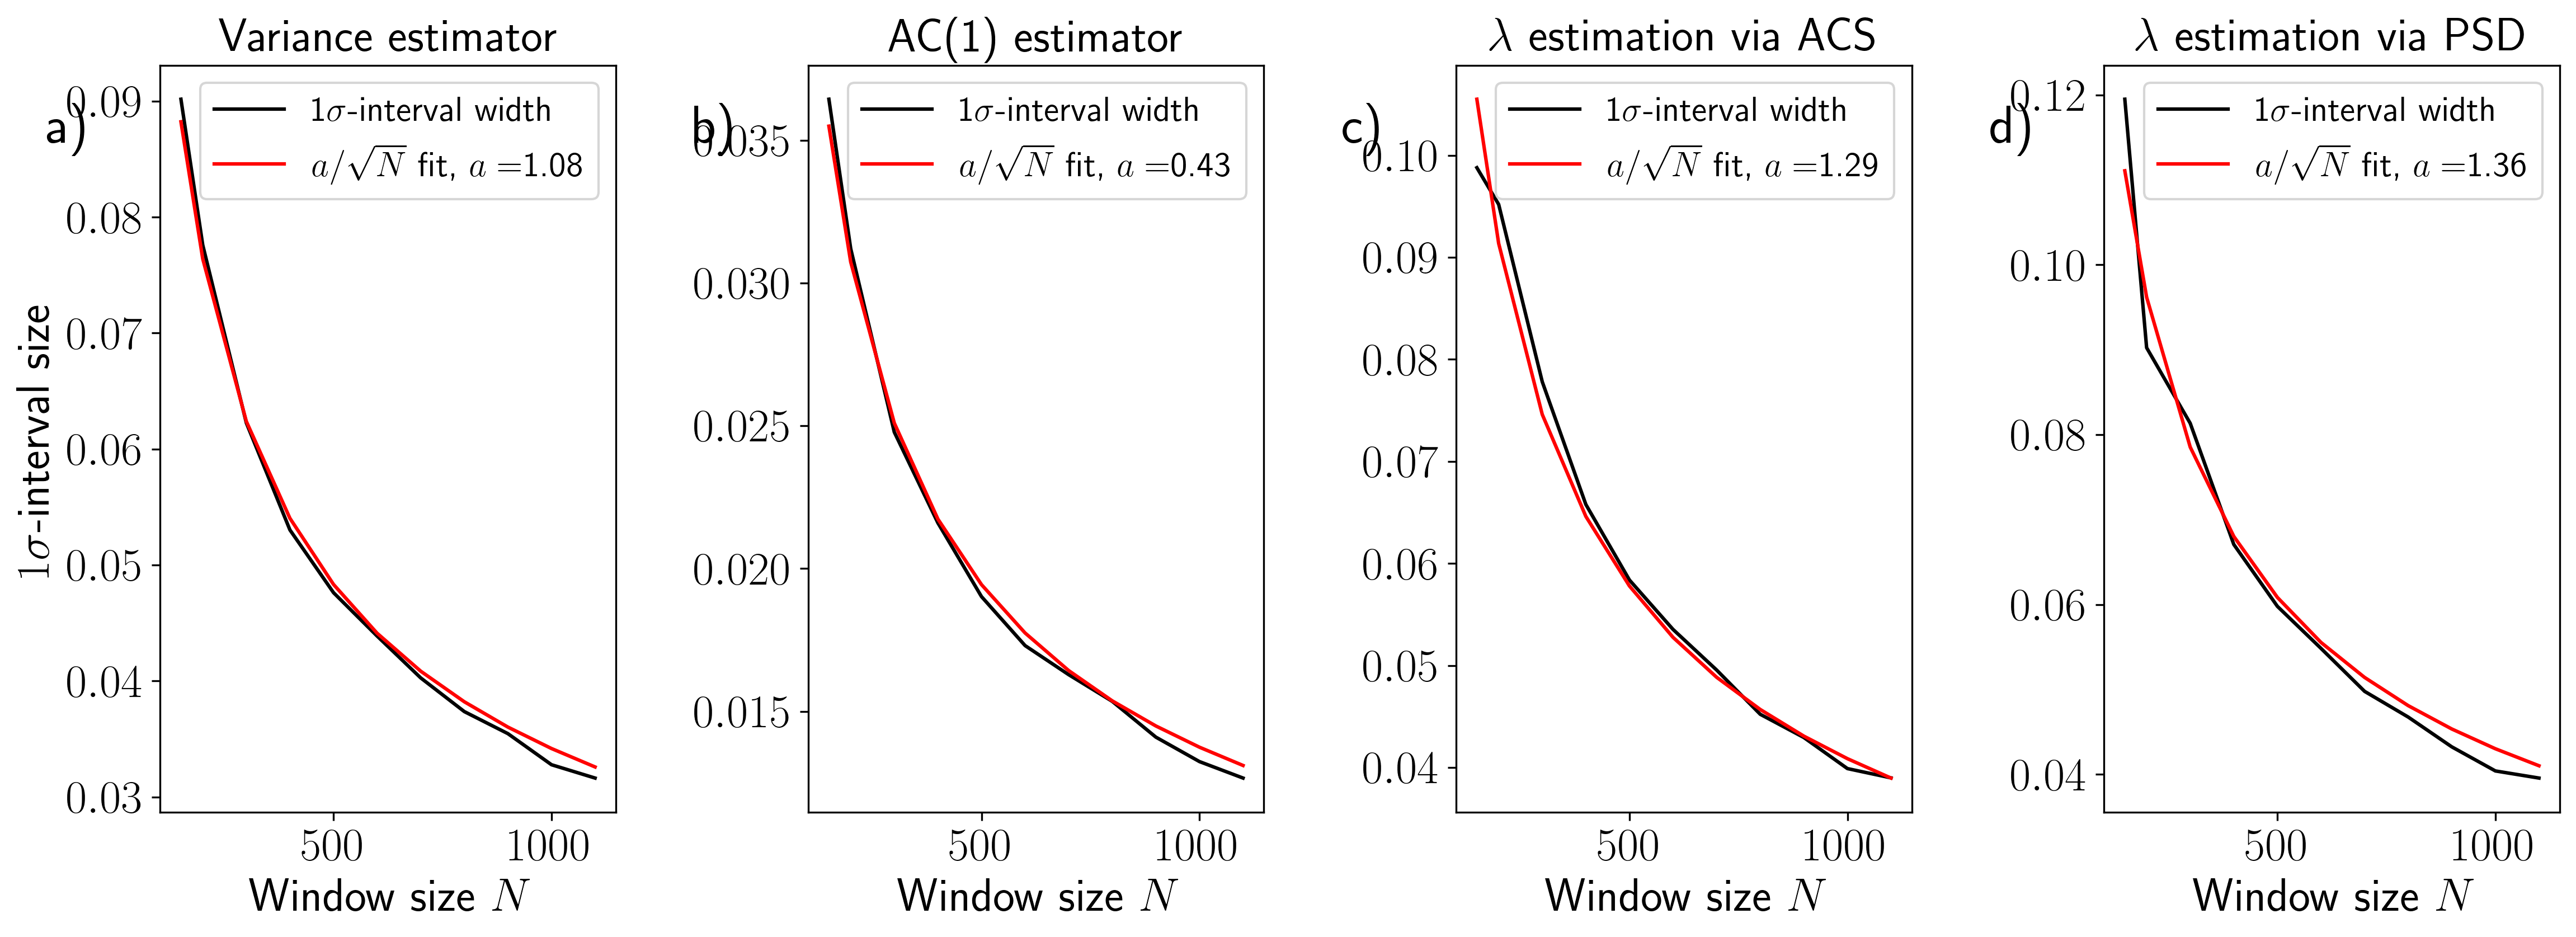 Variance estimator
a)
1σ-interval width
a/√N fit, a =1.08
0.09
0.08
0.07
0.06
0.05
0.04
0.03
1σ-interval size
500 1000
Window size N
AC(1) estimator
b)
1σ-interval width
a/√N fit, a =0.43
0.035
0.030
0.025
0.020
0.015
500 1000
Window size N
λ estimation via ACS
c)
1σ-interval width
a/√N fit, a =1.29
0.10
0.09
0.08
0.07
0.06
0.05
0.04
500 1000
Window size N
λ estimation via PSD
d)
1σ-interval width
a/√N fit, a =1.36
0.12
0.10
0.08
0.06
0.04
500 1000
Window size N